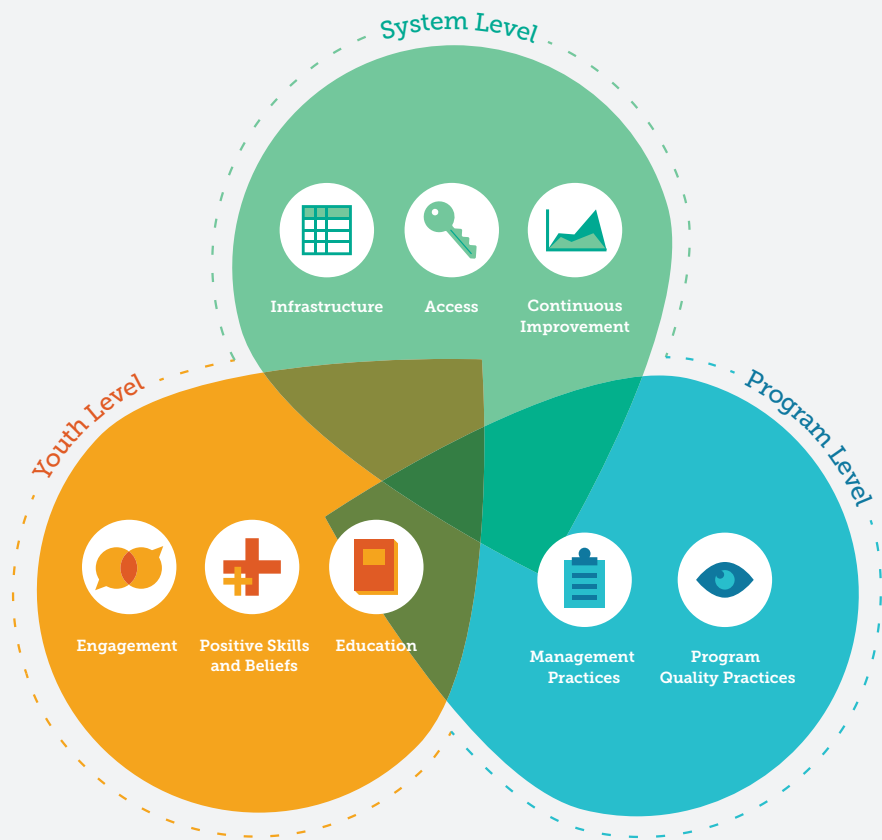 System Level
Infrastructure
Access
Continuous
Improvement
Youth Level
Program Level
Engagement
Positive Skills
and Beliefs
Education
Management
Practices
Program
Quality Practices